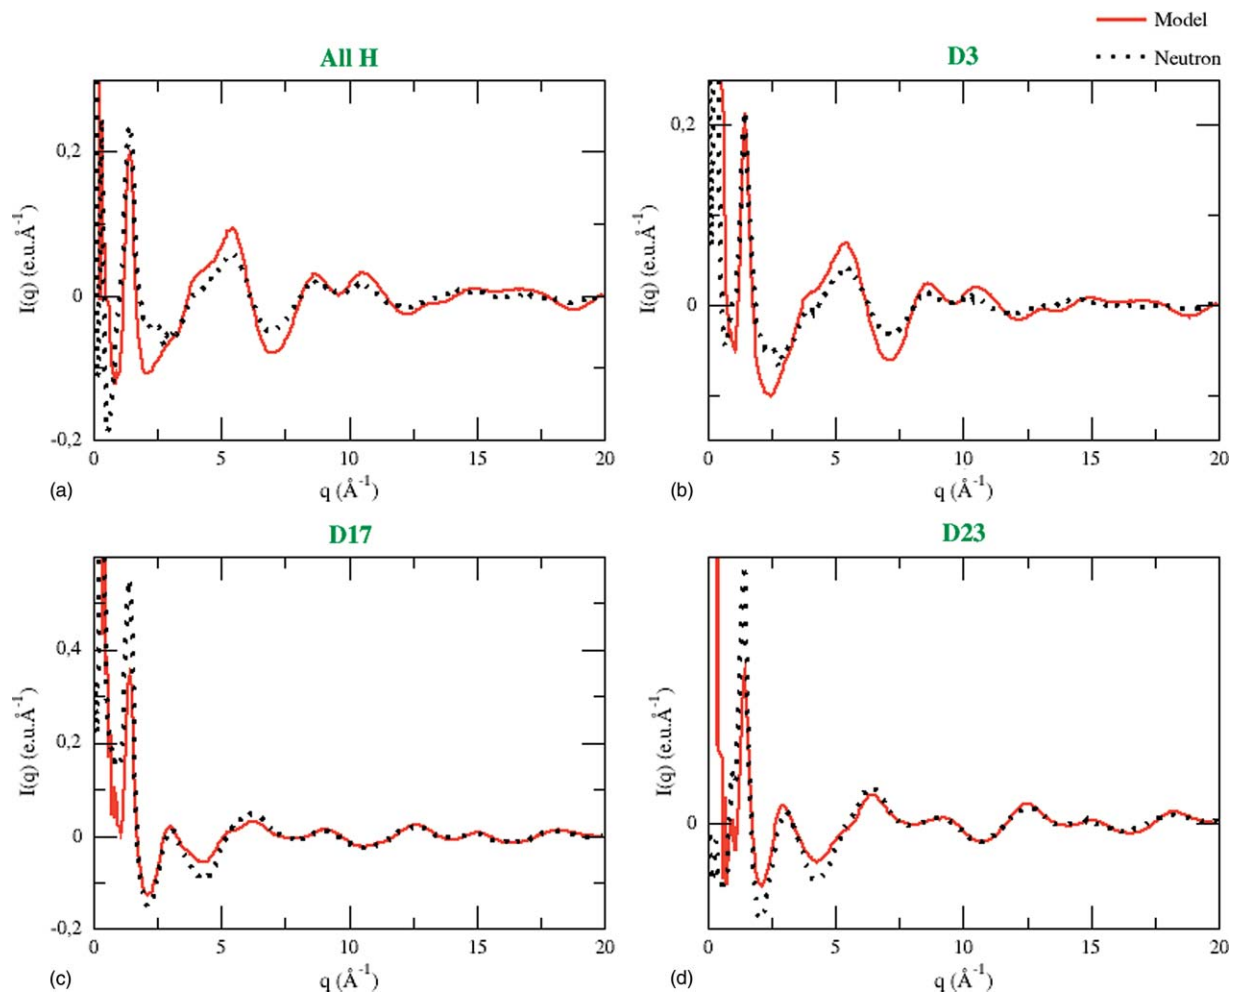 Model
Neutron
All H
D3
0,2
0
-0,2
I(q) (e.u.Å-1)
0 5 10 15 20
q (Å-1)
(a)
0,2
0
I(q) (e.u.Å-1)
0 5 10 15 20
q (Å-1)
(b)
D17
D23
0,4
0,2
0
-0,2
I(q) (e.u.Å-1)
0 5 10 15 20
q (Å-1)
(c)
0
I(q) (e.u.Å-1)
0 5 10 15 20
q (Å-1)
(d)